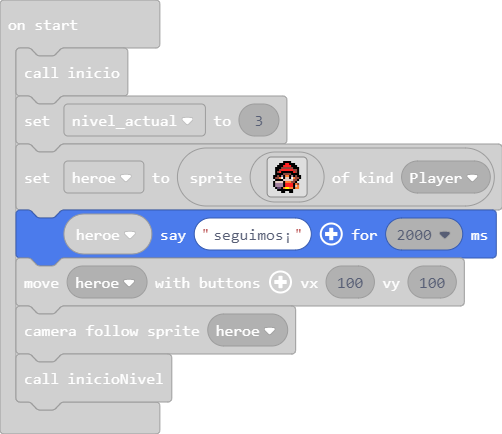 on start
call inicio
set nivel_actual to 3
set heroe to sprite of kind Player
heroe say "seguimos¡" for 2000 ms
move heroe with buttons vx 100 vy 100
camera follow sprite heroe
call inicioNivel